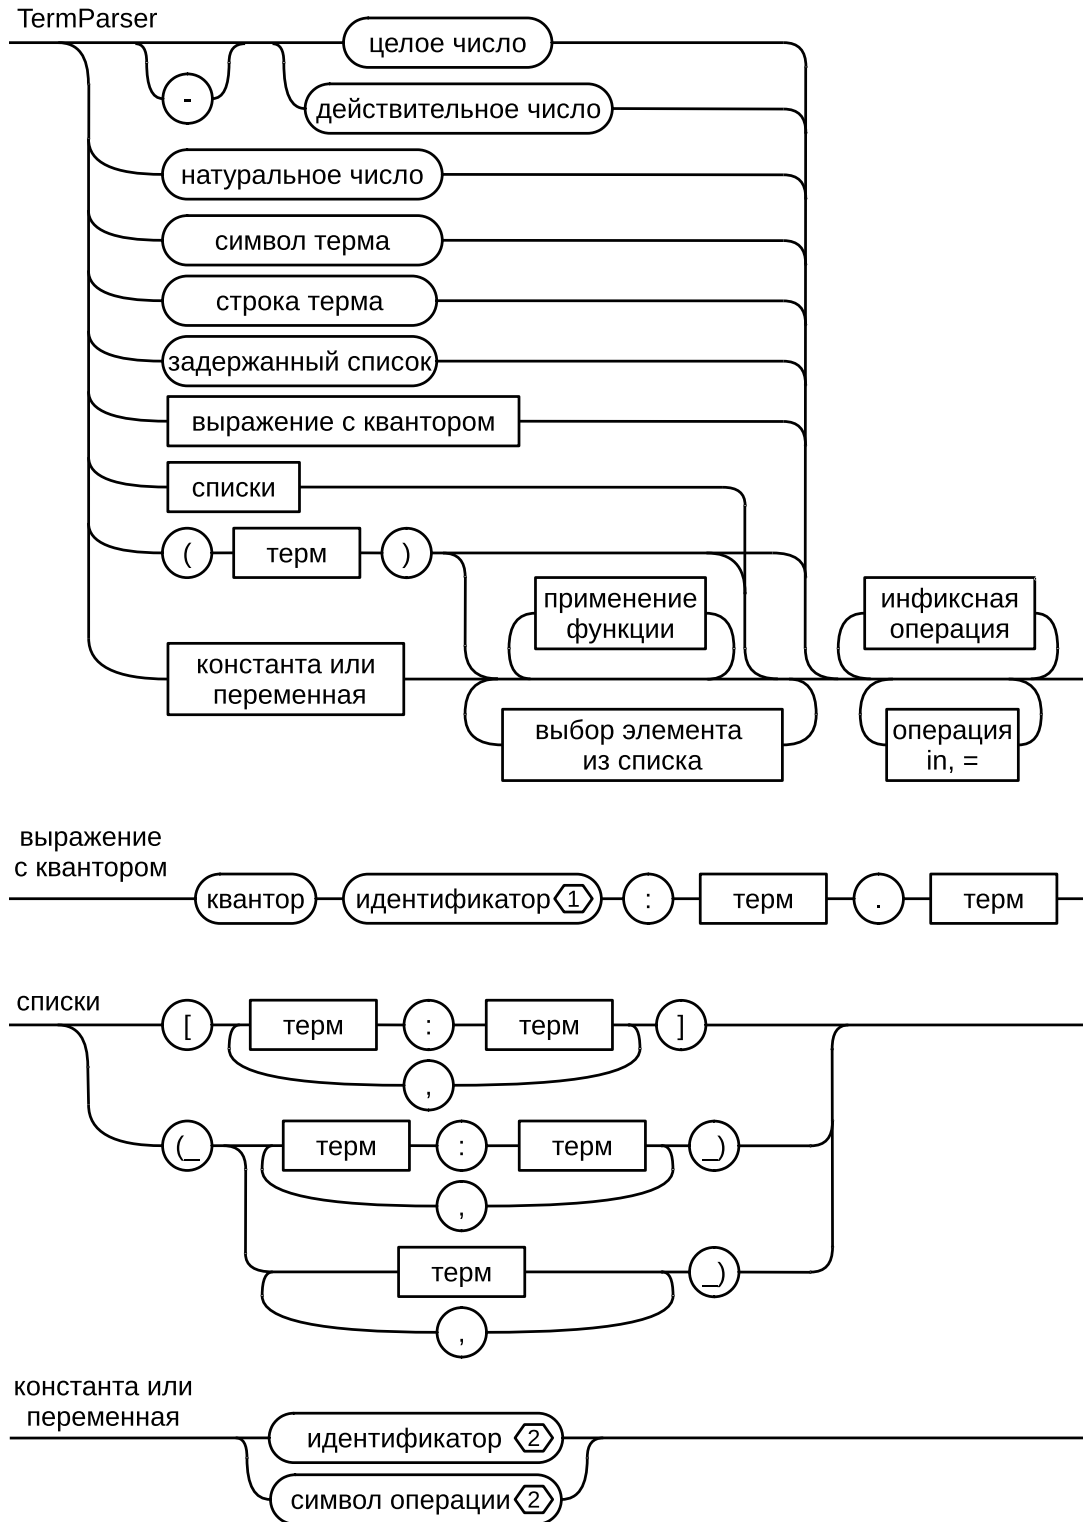 TermParser
целое число
-
действительное число
натуральное число
символ терма
строка терма
задержанный список
выражение с квантором
списки
( терм )
применение
функции
инфиксная
операция
константа или
переменная
выбор элемента
из списка
операция
in, =
выражение
с квантором
квантор идентификатор 1 : терм . терм
списки
[ терм : терм ]
,
(_ терм : терм _)
,
терм _)
,
константа или
переменная
идентификатор 2
символ операции 2